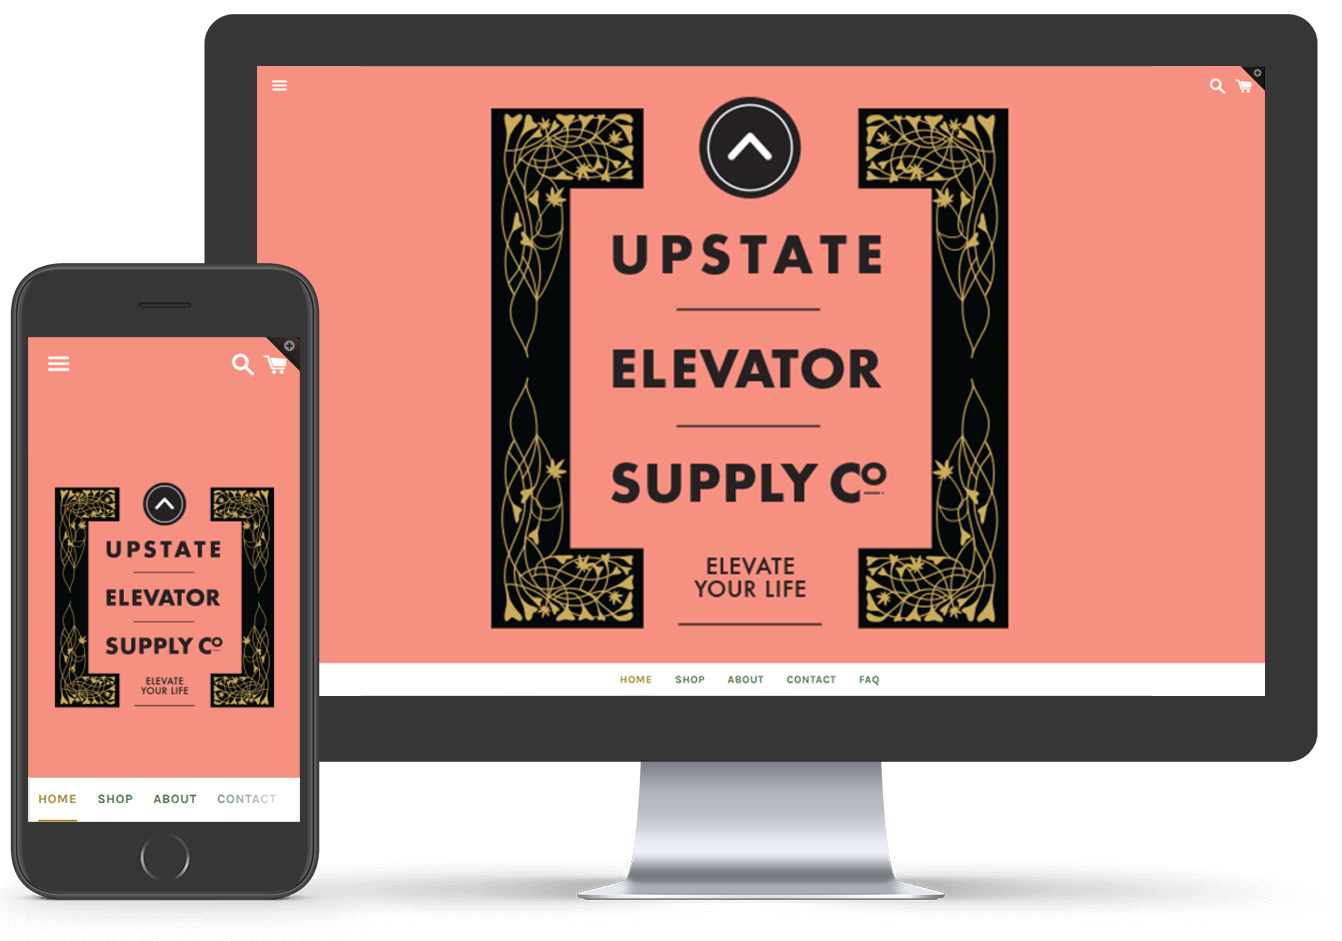 UPSTATE
ELEVATOR
SUPPLY Cº
ELEVATE
YOUR LIFE
HOME SHOP ABOUT CONTACT FAQ
UPSTATE
ELEVATOR
SUPPLY Cº
ELEVATE
YOUR LIFE
HOME SHOP ABOUT CONTACT